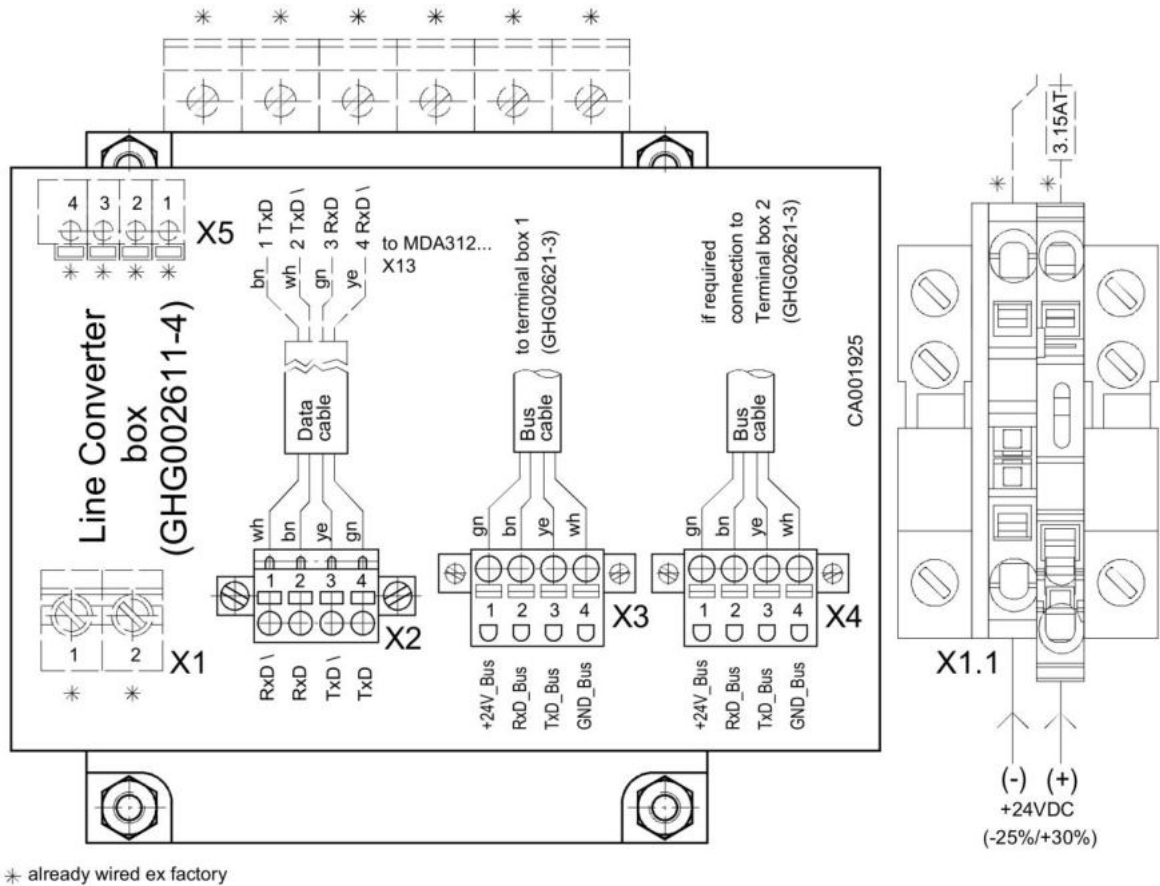 * * * * * *
3.15AT
* *
4 3 2 1
X5
* * * *
1 TxD
2 TxD \
3 RxD
4 RxD \
bn
wh
gn
ye
to MDA312...
X13
to terminal box 1
(GHG02621-3)
if required
connection to
Terminal box 2
(GHG02621-3)
CA001925
Line Converter
box
(GHG002611-4)
Data
cable
Bus
cable
Bus
cable
wh bn ye gn
gn bn ye wh
gn bn ye wh
1 2 3 4
X2
RxD \
RxD
TxD \
TxD
1 2 3 4
X3
+24V_Bus
RxD_Bus
TxD_Bus
GND_Bus
1 2 3 4
X4
+24V_Bus
RxD_Bus
TxD_Bus
GND_Bus
1 2
X1
* *
X1.1
(-) (+)
+24VDC
(-25%/+30%)
* already wired ex factory